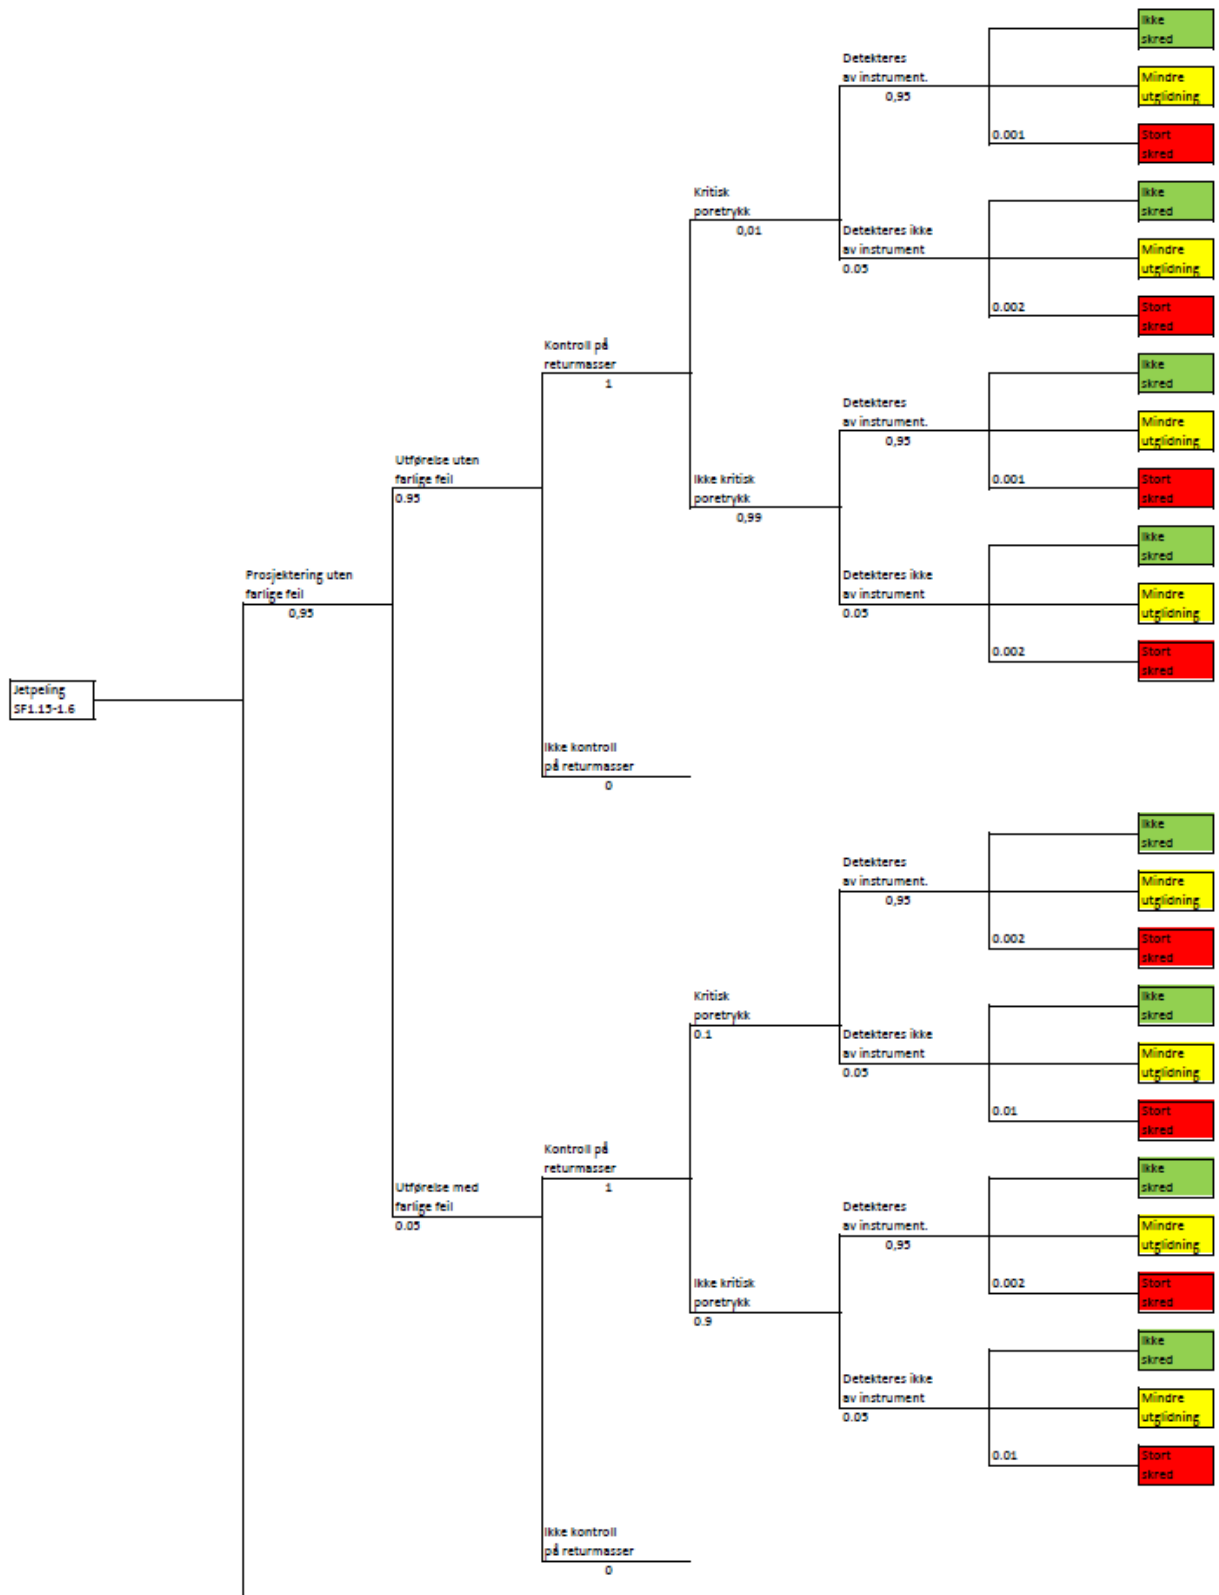 Ikke
skred
Detekteres
av instrument.
0,95
Mindre
utglidning
0.001
Stort
skred
Kritisk
poretrykk
0,01
Ikke
skred
Detekteres ikke
av instrument
0.05
Mindre
utglidning
0.002
Stort
skred
Kontroll på
returmasser
1
Ikke
skred
Detekteres
av instrument.
0,95
Mindre
utglidning
Utførelse uten
farlige feil
0.95
Ikke kritisk
poretrykk
0,99
0.001
Stort
skred
Ikke
skred
Prosjektering uten
farlige feil
0,95
Detekteres ikke
av instrument
0.05
Mindre
utglidning
0.002
Stort
skred
Jetpeling
SF1.15-1.6
Ikke kontroll
på returmasser
0
Ikke
skred
Detekteres
av instrument.
0,95
Mindre
utglidning
0.002
Stort
skred
Kritisk
poretrykk
0.1
Ikke
skred
Detekteres ikke
av instrument
0.05
Mindre
utglidning
0.01
Stort
skred
Kontroll på
returmasser
1
Utførelse med
farlige feil
0.05
Ikke
skred
Detekteres
av instrument.
0,95
Mindre
utglidning
Ikke kritisk
poretrykk
0.9
0.002
Stort
skred
Ikke
skred
Detekteres ikke
av instrument
0.05
Mindre
utglidning
0.01
Stort
skred
Ikke kontroll
på returmasser
0